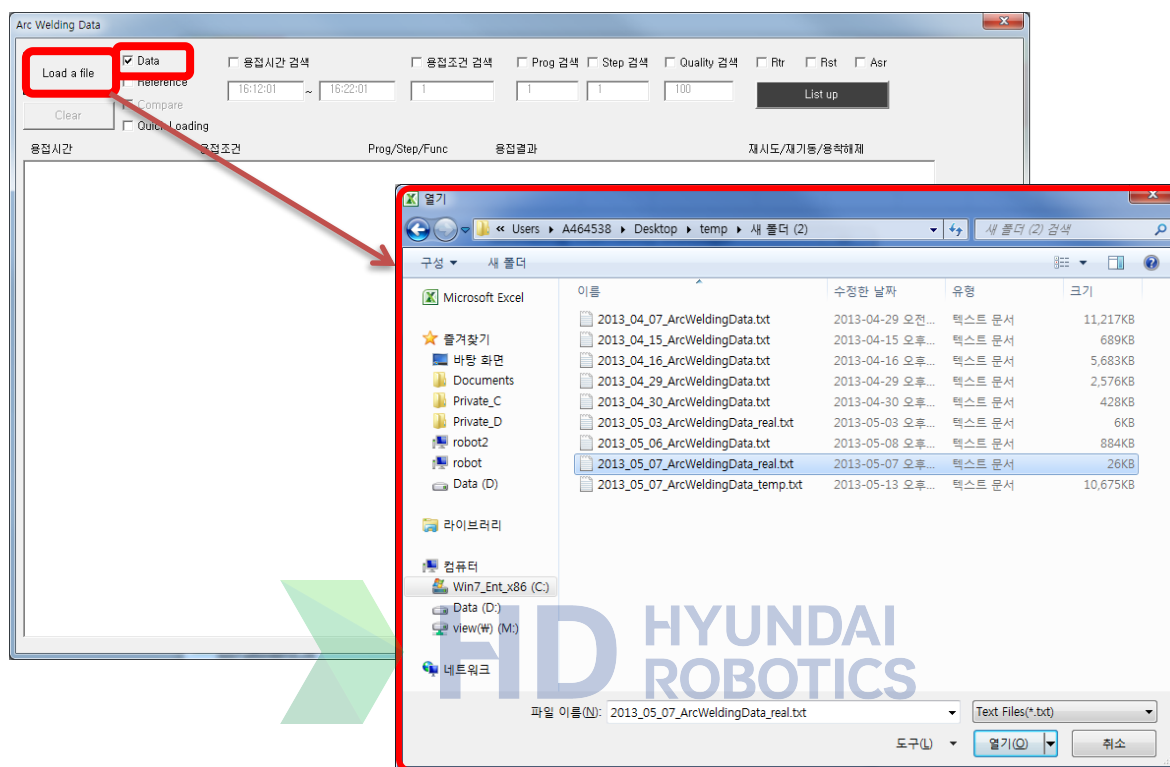 Arc Welding Data
Load a file
Data
용접시간 검색
용접조건 검색
Prog 검색
Step 검색
Quality 검색
Rtr
Rst
Asr
Reference
16:12:01 ~ 16:22:01
1
1
1
100
List up
Clear
Compare
Quick Loading
용접시간
용접조건
Prog/Step/Func
용접결과
재시도/재기동/용착해제
열기
« Users ▸ A464538 ▸ Desktop ▸ temp ▸ 새 폴더 (2)
새 폴더 (2) 검색
구성
새 폴더
Microsoft Excel
즐겨찾기
바탕 화면
Documents
Private_C
Private_D
robot2
robot
Data (D)
라이브러리
컴퓨터
Win7_Ent_x86 (C:)
Data (D:)
view(₩) (M:)
네트워크
이름 수정한 날짜 유형 크기
2013_04_07_ArcWeldingData.txt 2013-04-29 오전... 텍스트 문서 11,217KB
2013_04_15_ArcWeldingData.txt 2013-04-15 오후... 텍스트 문서 689KB
2013_04_16_ArcWeldingData.txt 2013-04-16 오후... 텍스트 문서 5,683KB
2013_04_29_ArcWeldingData.txt 2013-04-29 오후... 텍스트 문서 2,576KB
2013_04_30_ArcWeldingData.txt 2013-04-30 오후... 텍스트 문서 428KB
2013_05_03_ArcWeldingData_real.txt 2013-05-03 오후... 텍스트 문서 6KB
2013_05_06_ArcWeldingData.txt 2013-05-08 오후... 텍스트 문서 884KB
2013_05_07_ArcWeldingData_real.txt 2013-05-07 오후... 텍스트 문서 26KB
2013_05_07_ArcWeldingData_temp.txt 2013-05-13 오후... 텍스트 문서 10,675KB
HD HYUNDAI
ROBOTICS
파일 이름(N): 2013_05_07_ArcWeldingData_real.txt
Text Files(*.txt)
도구(L)
열기(O)
취소